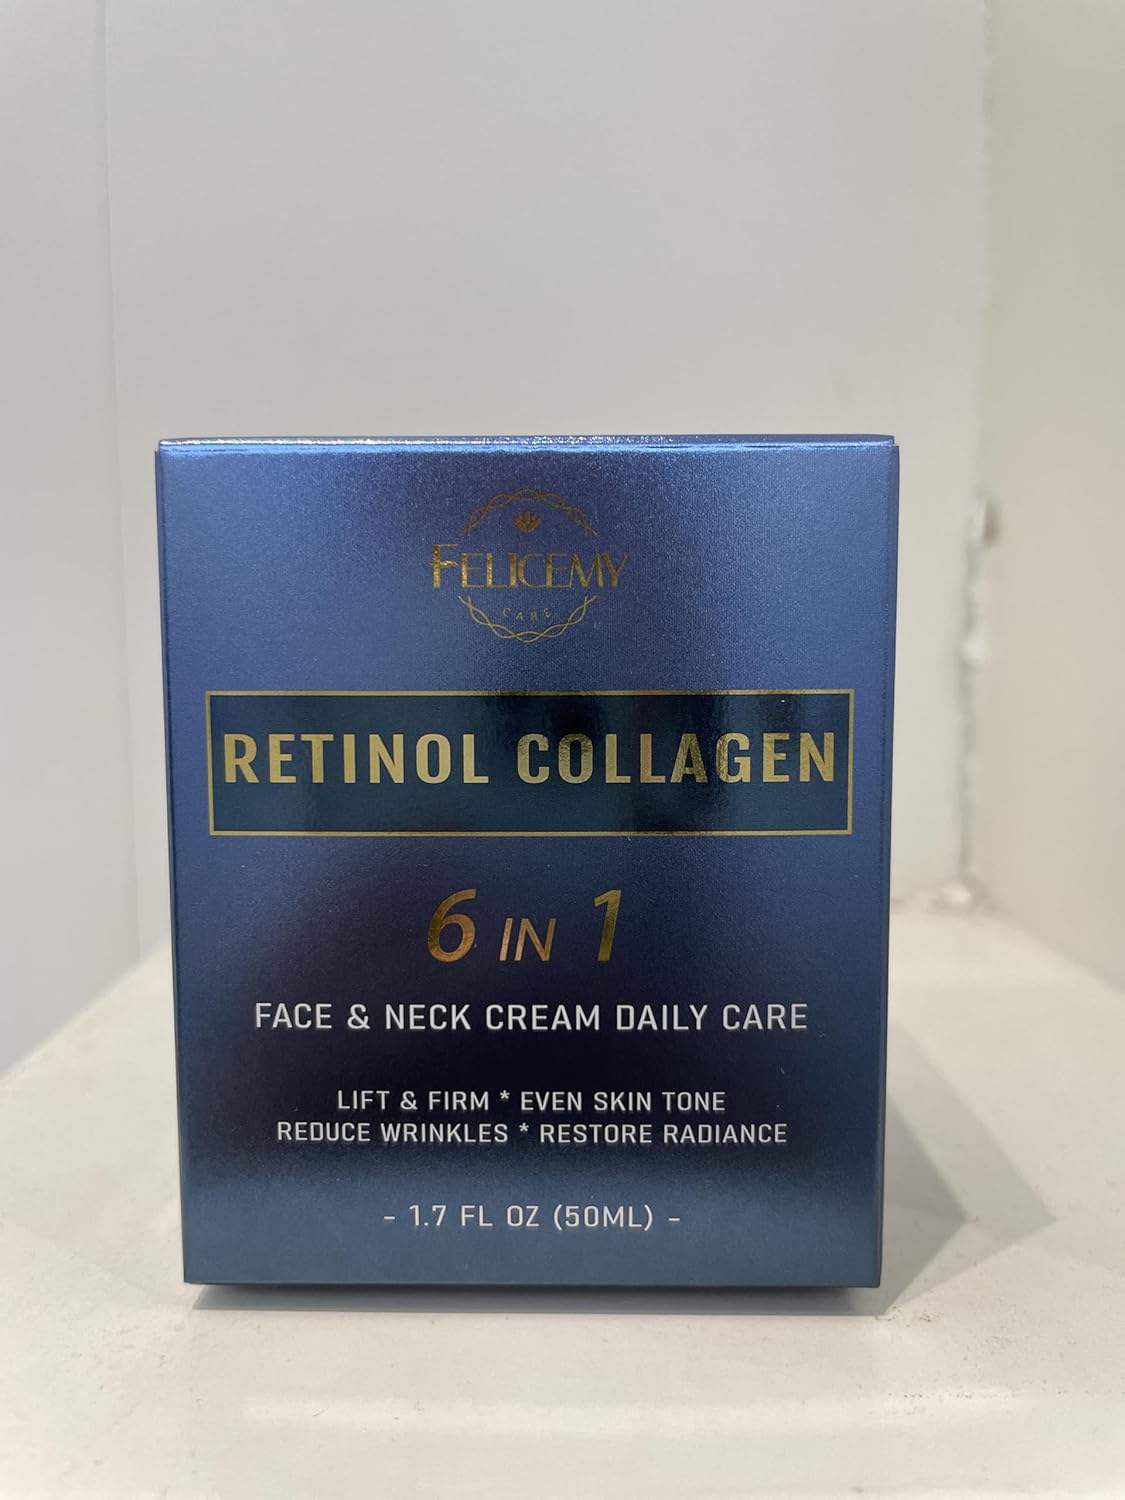 FELICEMY
CARE
RETINOL COLLAGEN
6 IN 1
FACE & NECK CREAM DAILY CARE
LIFT & FIRM * EVEN SKIN TONE
REDUCE WRINKLES * RESTORE RADIANCE
- 1.7 FL OZ (50ML) -